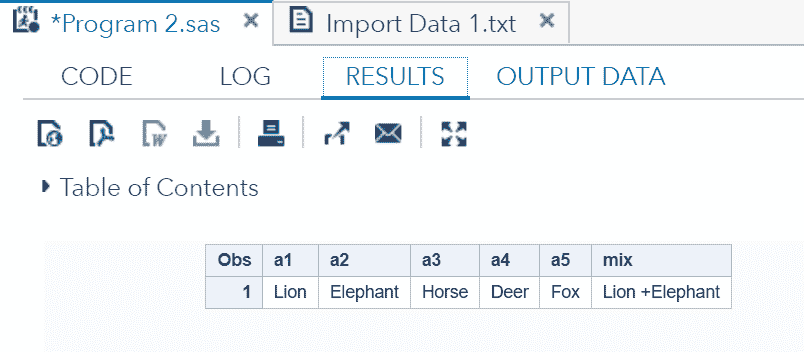 *Program 2.sas × Import Data 1.txt ×
CODE LOG RESULTS OUTPUT DATA
Table of Contents
Obs a1 a2 a3 a4 a5 mix
1 Lion Elephant Horse Deer Fox Lion +Elephant